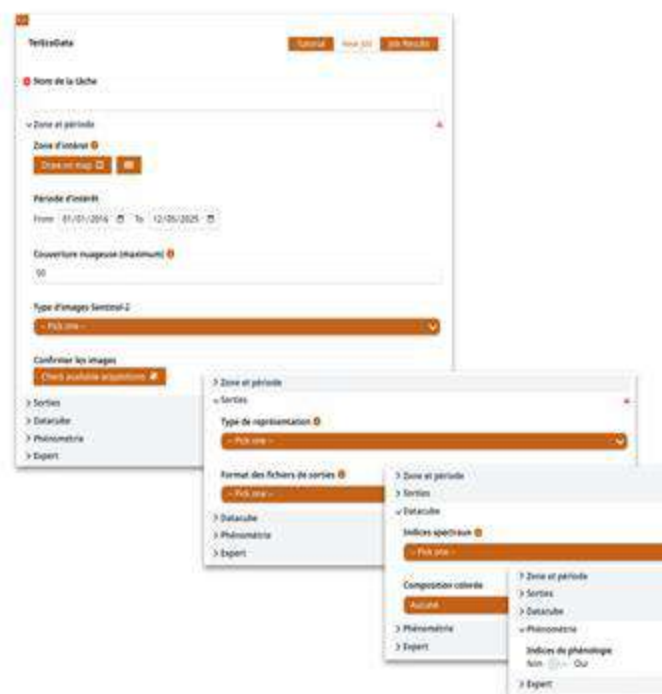 TerEcoData
Tutorial New Job Job Results
Nom de la tâche
Zone et période
Zone d'intérêt
Draw on map
Période d'intérêt
From 01/01/2016 To 12/05/2025
Couverture nuageuse (maximum)
90
Type d'images Sentinel-2
-- Pick one --
Confirmer les images
Check available acquisitions
> Sorties
> Datacube
> Phénométrie
> Expert
> Zone et période
Sorties
Type de représentation
-- Pick one --
Format des fichiers de sorties
-- Pick one --
> Datacube
> Phénométrie
> Expert
> Zone et période
> Sorties
Datacube
Indices spectraux
-- Pick one --
Composition colorée
Aucune
> Phénométrie
> Expert
> Zone et période
> Sorties
> Datacube
Phénométrie
Indices de phénologie
Non Oui
> Expert